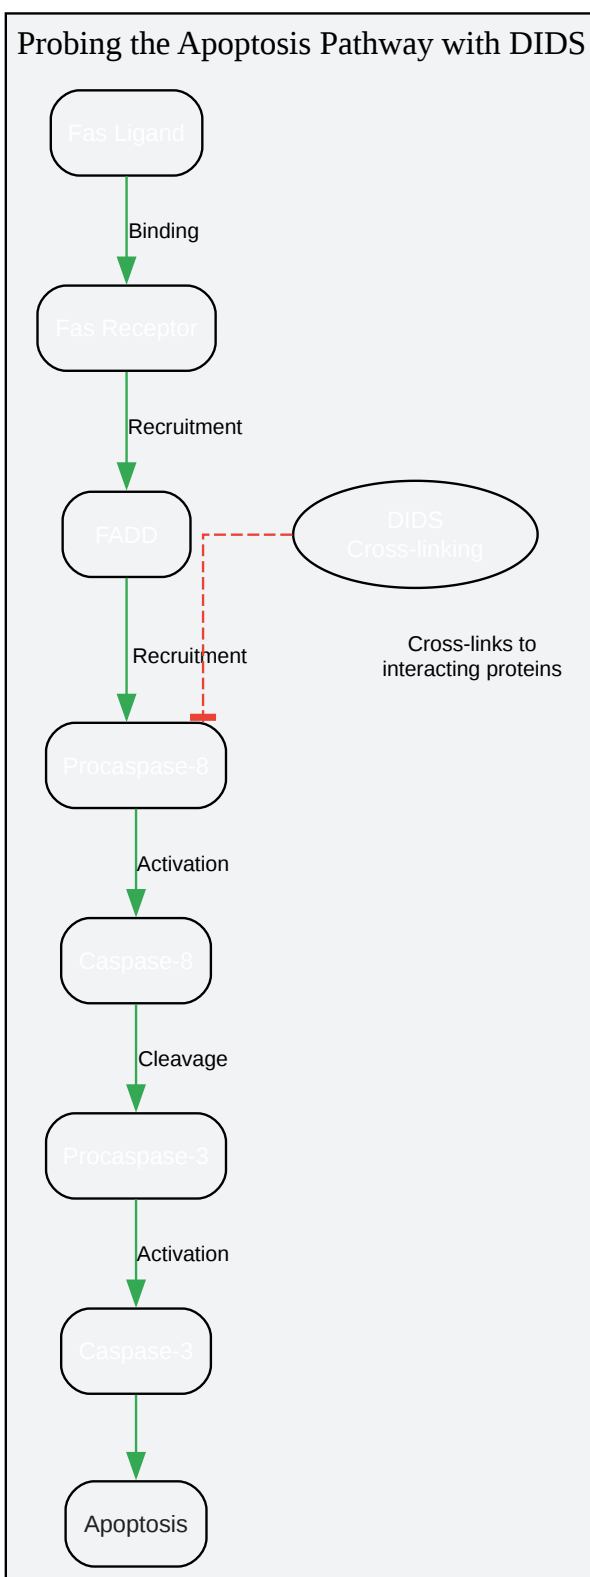 Probing the Apoptosis Pathway with DIDS
Fas Ligand
Binding
Fas Receptor
Recruitment
FADD
DIDS
Cross-linking
Recruitment
Cross-links to
interacting proteins
Procaspase-8
Activation
Caspase-8
Cleavage
Procaspase-3
Activation
Caspase-3
Apoptosis